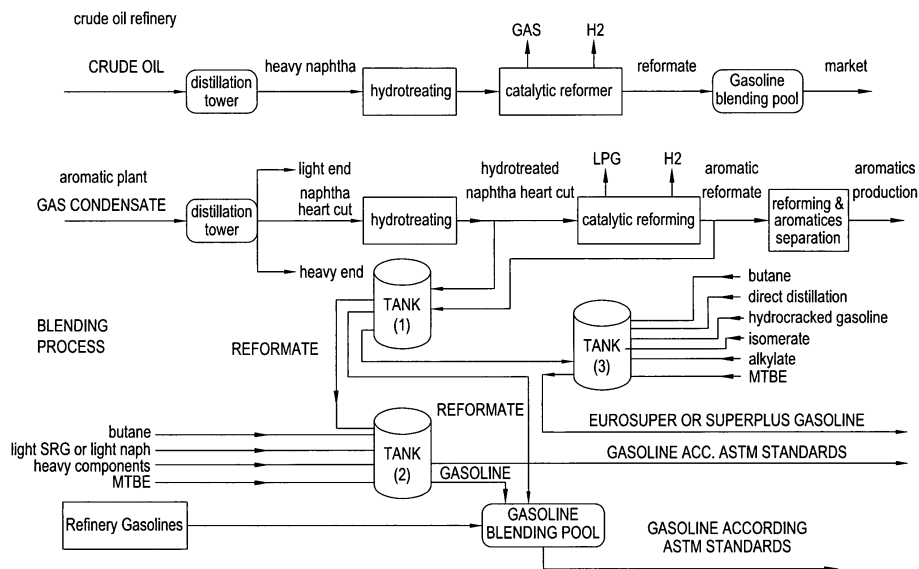 crude oil refinery
GAS
H2
CRUDE OIL
distillation
tower
heavy naphtha
hydrotreating
catalytic reformer
reformate
Gasoline
blending pool
market
aromatic plant
GAS CONDENSATE
distillation
tower
light end
naphtha
heart cut
heavy end
hydrotreating
hydrotreated
naphtha heart cut
LPG
H2
catalytic reforming
aromatic
reformate
reforming &
aromatices
separation
aromatics
production
BLENDING
PROCESS
TANK
(1)
REFORMATE
REFORMATE
TANK
(3)
butane
direct distillation
hydrocracked gasoline
isomerate
alkylate
MTBE
EUROSUPER OR SUPERPLUS GASOLINE
butane
light SRG or light naph
heavy components
MTBE
TANK
(2)
GASOLINE
GASOLINE ACC. ASTM STANDARDS
Refinery Gasolines
GASOLINE
BLENDING POOL
GASOLINE ACCORDING
ASTM STANDARDS